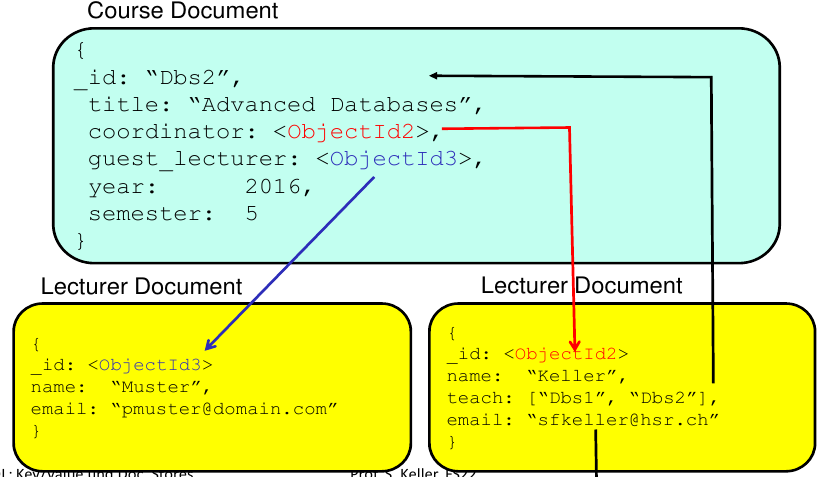 Course Document
{
_id: “Dbs2”,
title: “Advanced Databases”,
coordinator: <ObjectId2>,
guest_lecturer: <ObjectId3>,
year: 2016,
semester: 5
}
Lecturer Document
{
_id: <ObjectId3>
name: “Muster”,
email: “pmuster@domain.com”
}
Lecturer Document
{
_id: <ObjectId2>
name: “Keller”,
teach: [“Dbs1”, “Dbs2”],
email: “sfkeller@hsr.ch”
}
Key/Value und Doc. Stores
Prof. S. Keller, FS22